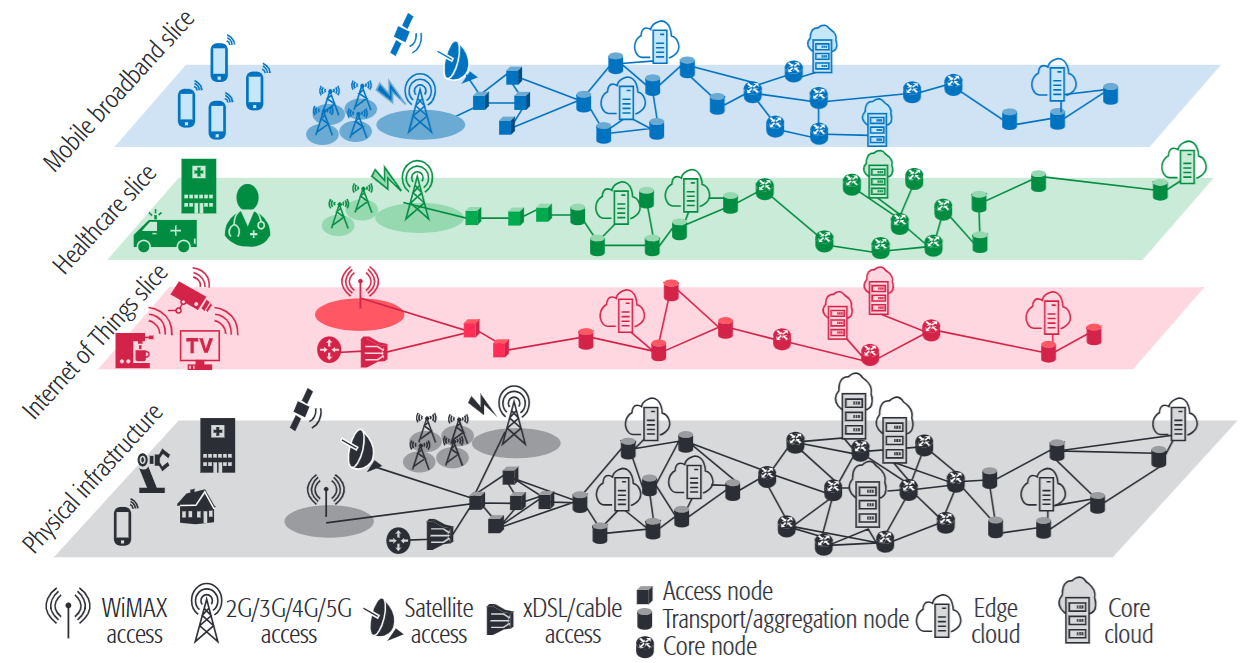 Mobile broadband slice
Healthcare slice
Internet of Things slice
TV
Physical infrastructure
WiMAX
access
2G/3G/4G/5G
access
Satellite
access
xDSL/cable
access
Access node
Transport/aggregation node
Core node
Edge
cloud
Core
cloud